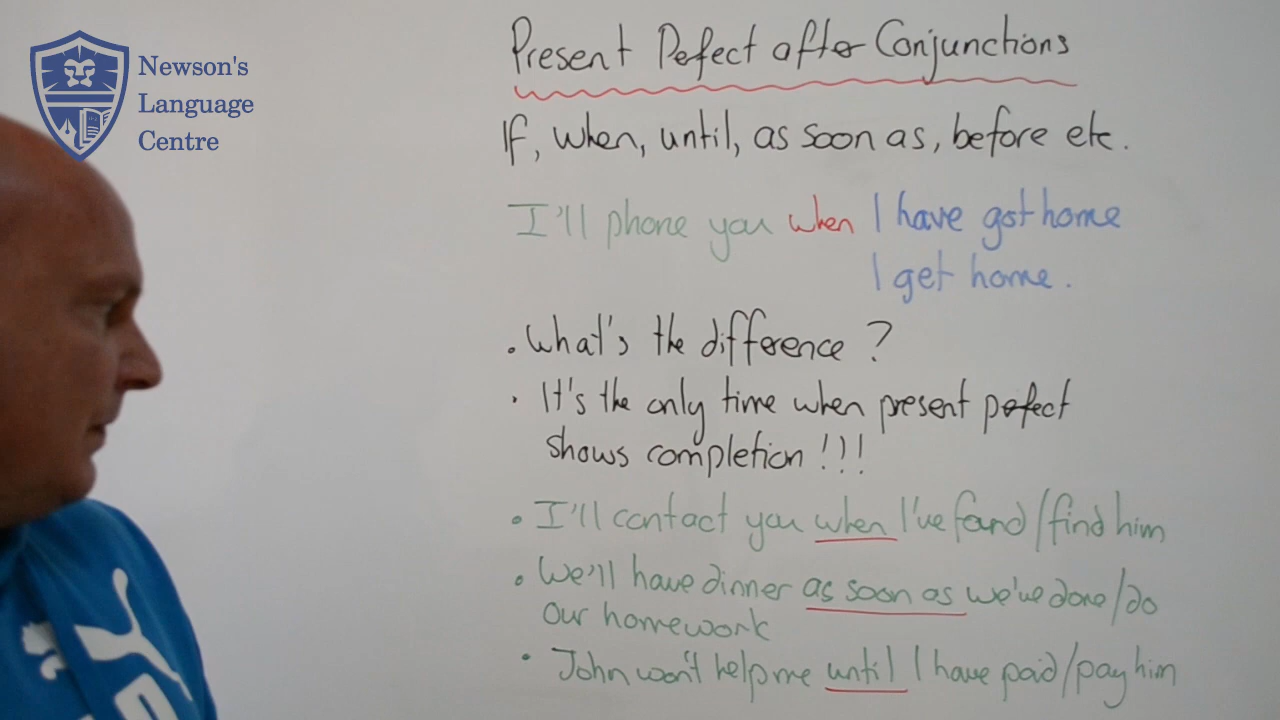 Newson's
Language
Centre
Present Perfect after Conjunctions
If, when, until, as soon as, before etc.
I'll phone you when I have got home
I get home.
. What's the difference ?
. It's the only time when present perfect
shows completion !!!
. I'll contact you when I've found/find him
. We'll have dinner as soon as we've done/do
our homework
. John won't help me until I have paid/pay him